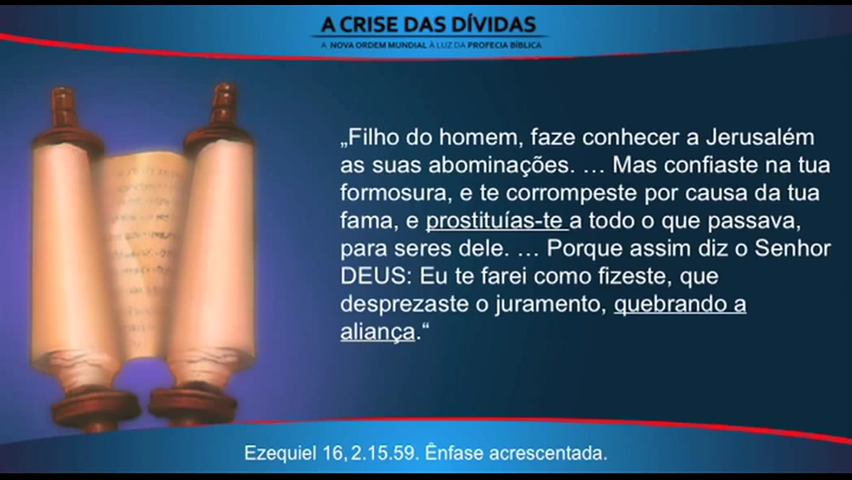 A CRISE DAS DÍVIDAS
A NOVA ORDEM MUNDIAL À LUZ DA PROFECIA BÍBLICA
„Filho do homem, faze conhecer a Jerusalém
as suas abominações. … Mas confiaste na tua
formosura, e te corrompeste por causa da tua
fama, e prostituías-te a todo o que passava,
para seres dele. … Porque assim diz o Senhor
DEUS: Eu te farei como fizeste, que
desprezaste o juramento, quebrando a
aliança.“
Ezequiel 16, 2.15.59. Ênfase acrescentada.